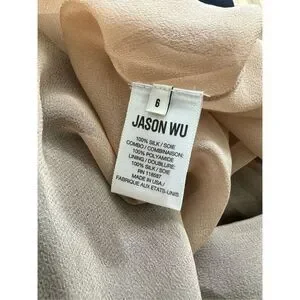 6
JASON WU
100% SILK / SOIE
COMBO / COMBINAISON:
100% POLYAMIDE
LINING / DOUBLURE:
100% SILK / SOIE
RN 118587
MADE IN USA /
FABRIQUE AUX ETATS-UNIS